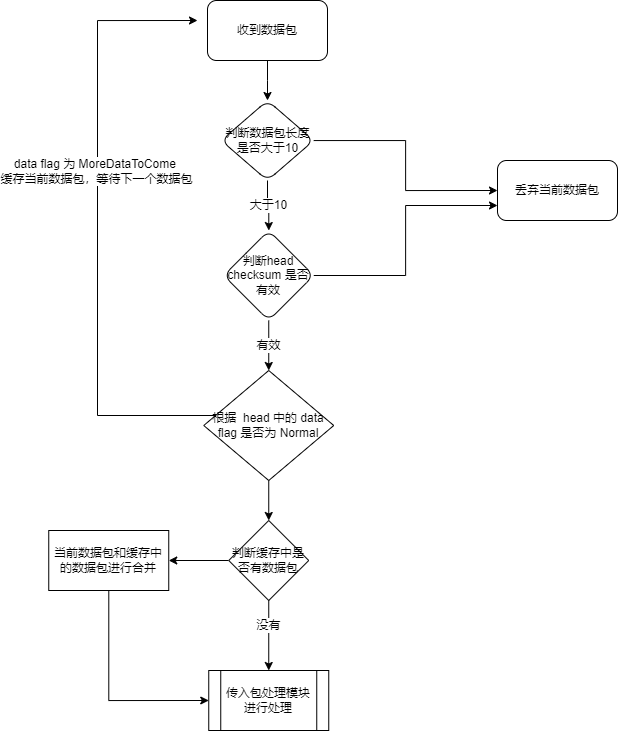 收到数据包
判断数据包长度
是否大于10
data flag 为 MoreDataToCome
缓存当前数据包，等待下一个数据包
丢弃当前数据包
大于10
判断head
checksum 是否
有效
有效
根据 head 中的 data
flag 是否为 Normal
判断缓存中是
否有数据包
当前数据包和缓存中
的数据包进行合并
没有
传入包处理模块
进行处理